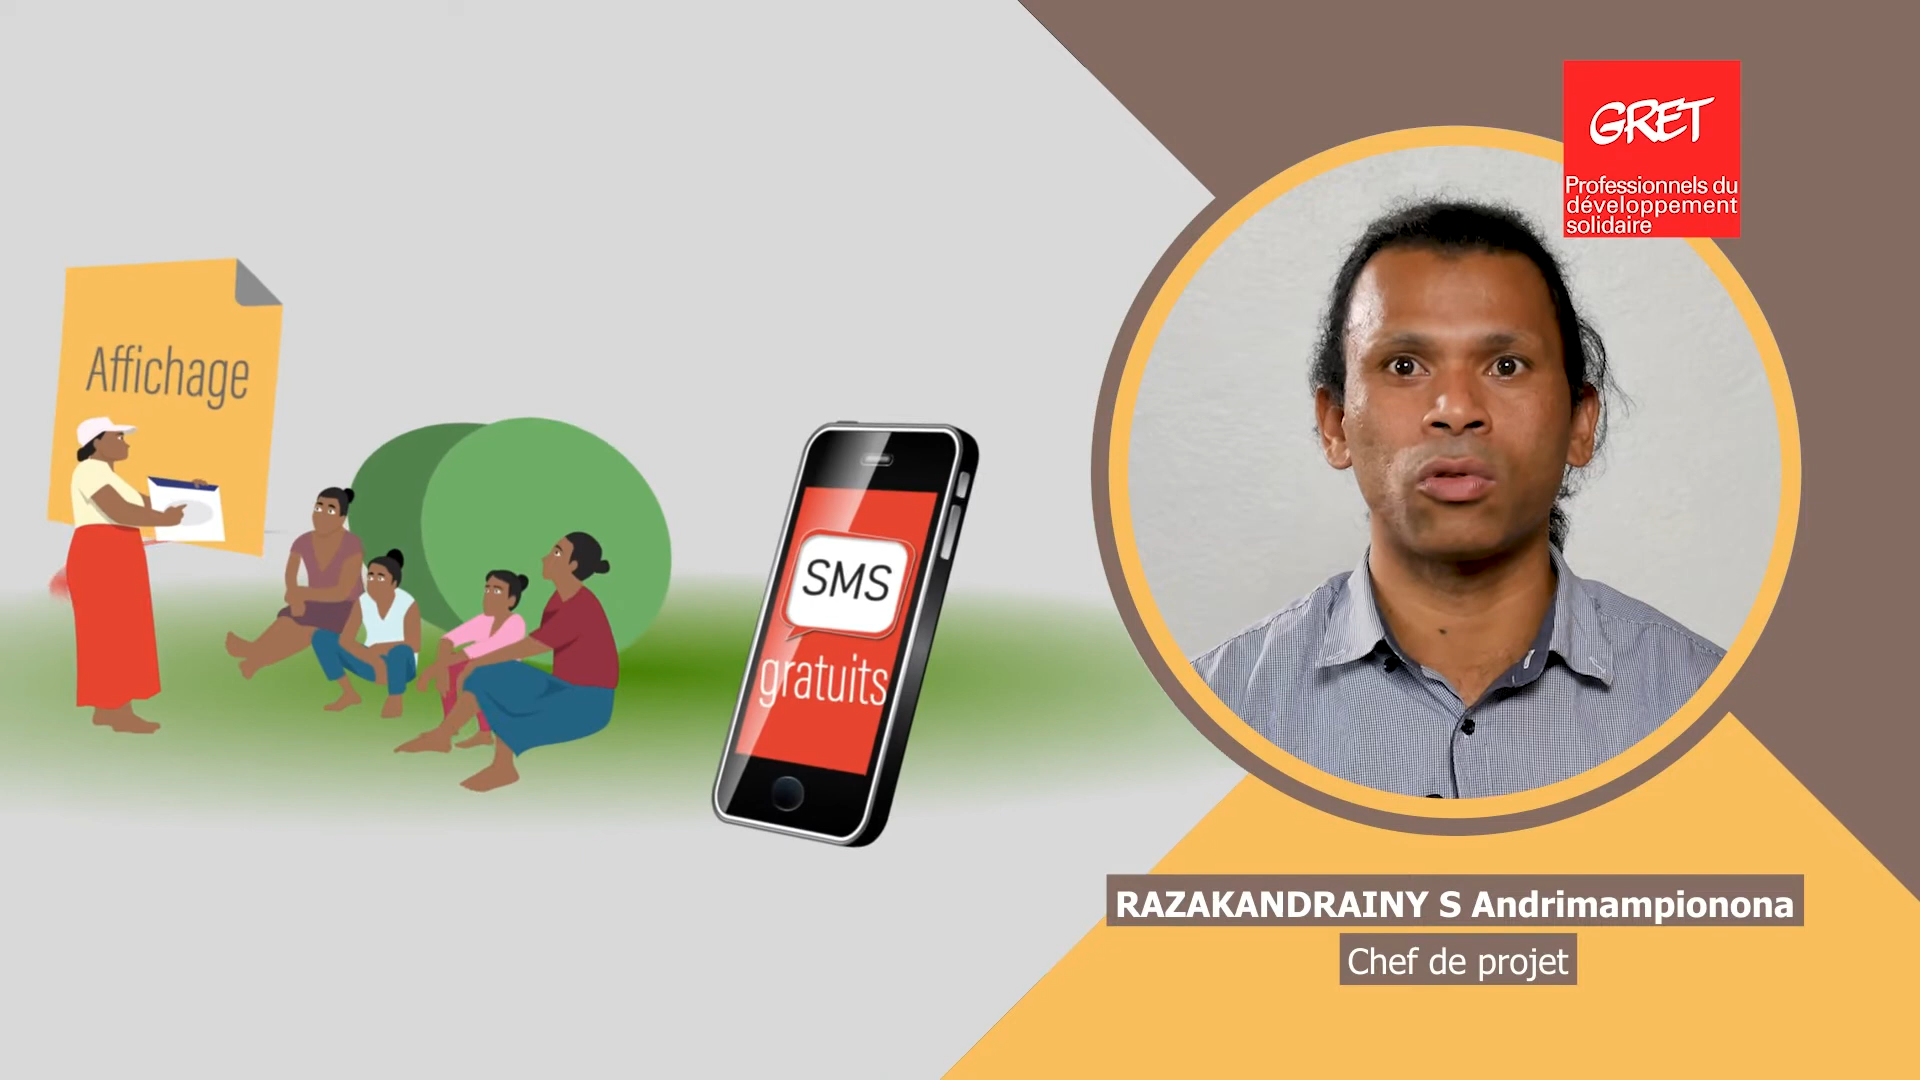 Affichage
SMS
gratuits
GRET
Professionnels du
développement
solidaire
RAZAKANDRAINY S Andrimampionona
Chef de projet